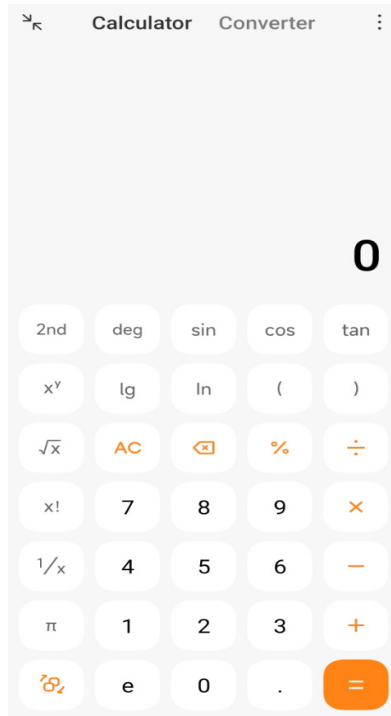 Calculator Converter
0
2nd deg sin cos tan
xʸ lg ln ( )
√x AC %  ÷
x! 7 8 9 ×
1/x 4 5 6 −
π 1 2 3 +
e 0 . =